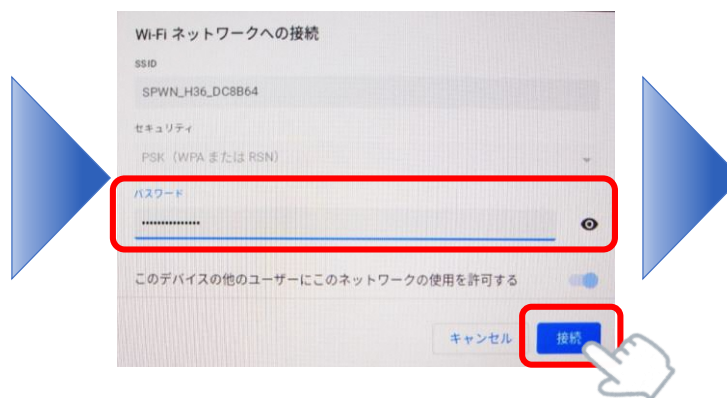 Wi-Fi ネットワークへの接続
SSID
SPWN_H36_DC8B64
セキュリティ
PSK（WPA または RSN）
パスワード
•••••••••••••••
このデバイスの他のユーザーにこのネットワークの使用を許可する
キャンセル
接続